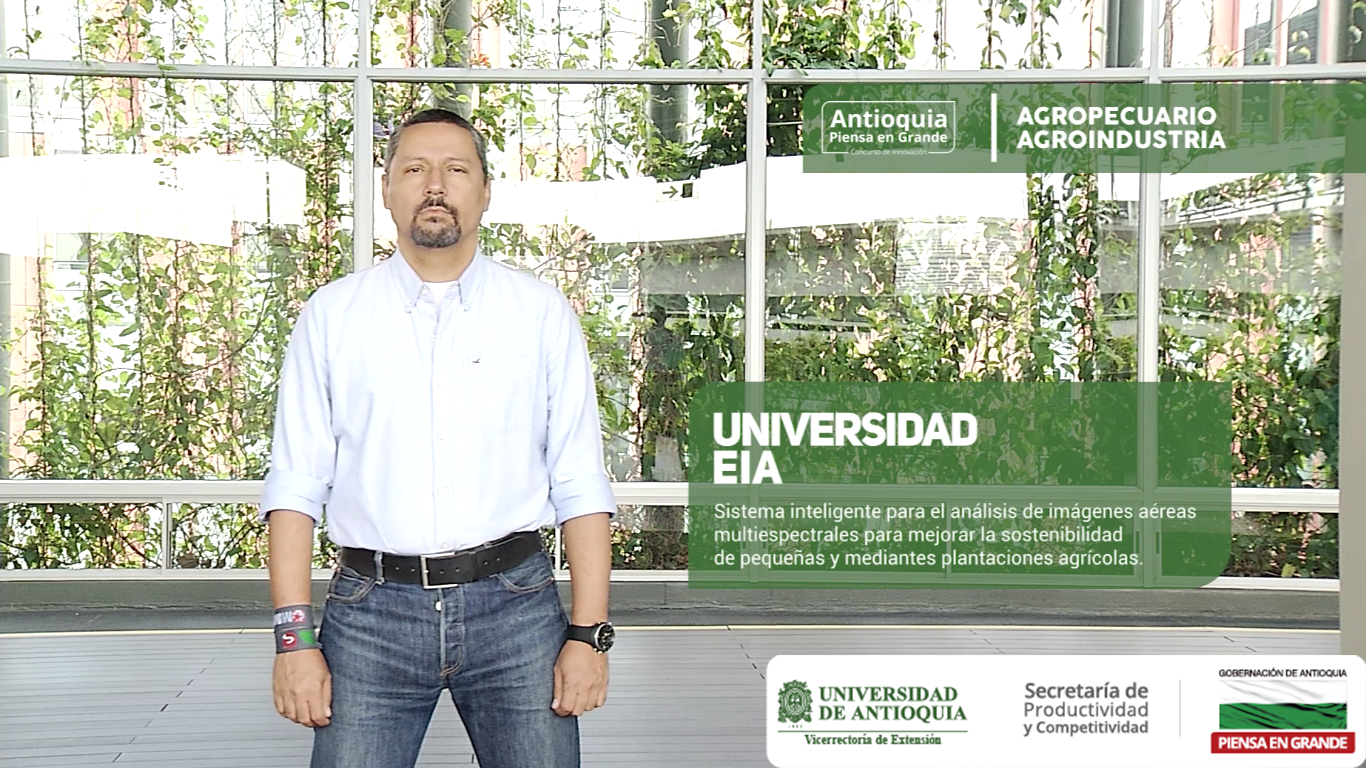 Antioquia
Piensa en Grande
Concurso de Innovación
AGROPECUARIO
AGROINDUSTRIA
UNIVERSIDAD
EIA
Sistema inteligente para el análisis de imágenes aéreas
multiespectrales para mejorar la sostenibilidad
de pequeñas y mediantes plantaciones agrícolas.
UNIVERSIDAD
DE ANTIOQUIA
1803
Vicerrectoría de Extensión
Secretaría de
Productividad
y Competitividad
GOBERNACIÓN DE ANTIOQUIA
PIENSA EN GRANDE